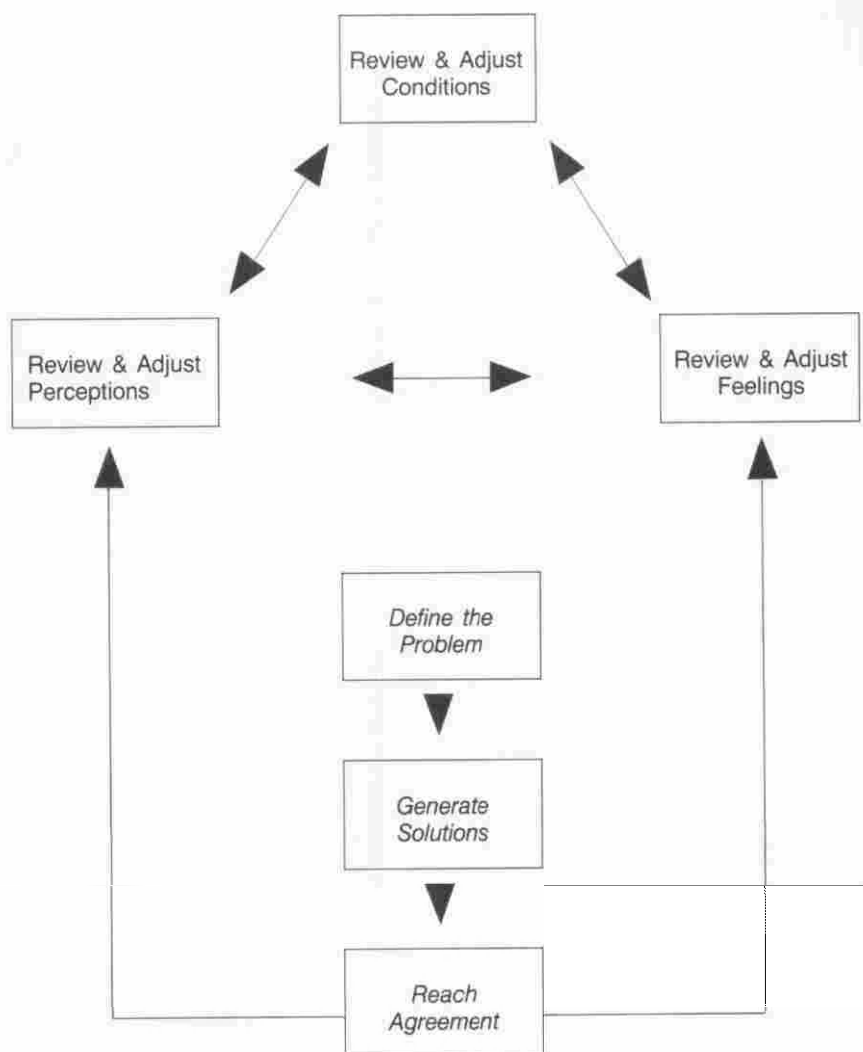 Review & Adjust
Conditions
Review & Adjust
Perceptions
Review & Adjust
Feelings
Define the
Problem
Generate
Solutions
Reach
Agreement